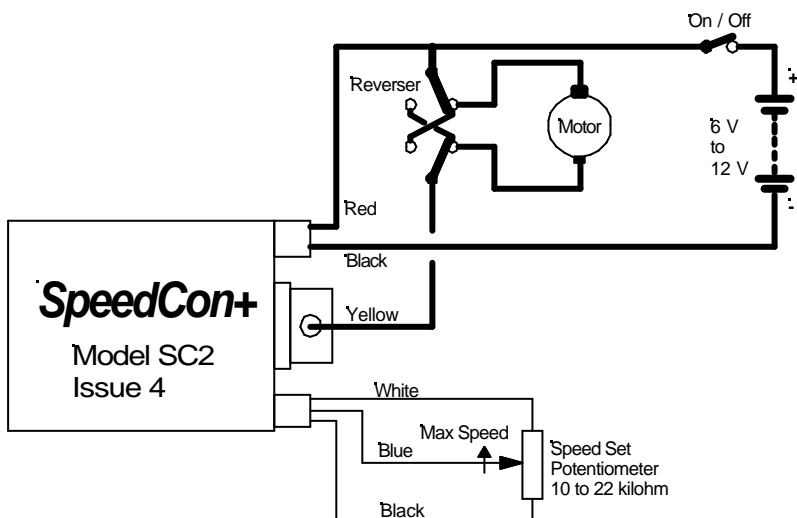 On / Off
Reverser
Motor
+
6 V
to
12 V
-
Red
Black
SpeedCon+
Model SC2
Issue 4
Yellow
White
Max Speed
Blue
Speed Set
Potentiometer
10 to 22 kilohm
Black